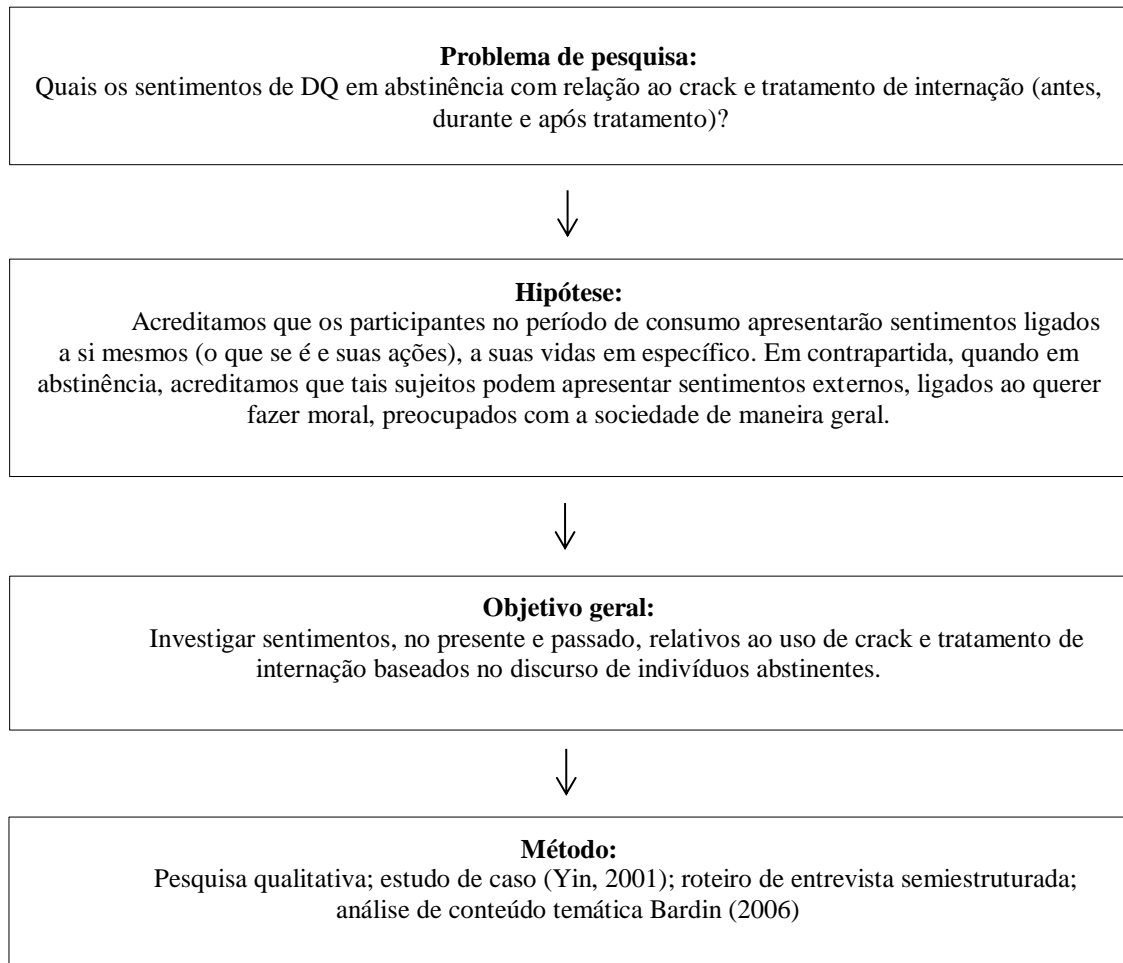 Problema de pesquisa:
Quais os sentimentos de DQ em abstinência com relação ao crack e tratamento de internação (antes,
durante e após tratamento)?
Hipótese:
Acreditamos que os participantes no período de consumo apresentarão sentimentos ligados
a si mesmos (o que se é e suas ações), a suas vidas em específico. Em contrapartida, quando em
abstinência, acreditamos que tais sujeitos podem apresentar sentimentos externos, ligados ao querer
fazer moral, preocupados com a sociedade de maneira geral.
Objetivo geral:
Investigar sentimentos, no presente e passado, relativos ao uso de crack e tratamento de
internação baseados no discurso de indivíduos abstinentes.
Método:
Pesquisa qualitativa; estudo de caso (Yin, 2001); roteiro de entrevista semiestruturada;
análise de conteúdo temática Bardin (2006)